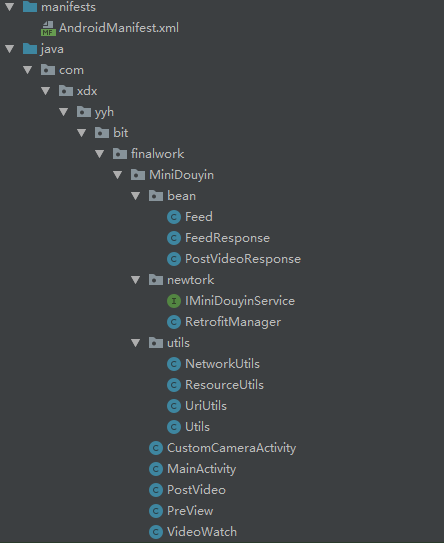 manifests
AndroidManifest.xml
java
com
xdx
yyh
bit
finalwork
MiniDouyin
bean
Feed
FeedResponse
PostVideoResponse
newtork
IMiniDouyinService
RetrofitManager
utils
NetworkUtils
ResourceUtils
UriUtils
Utils
CustomCameraActivity
MainActivity
PostVideo
PreView
VideoWatch